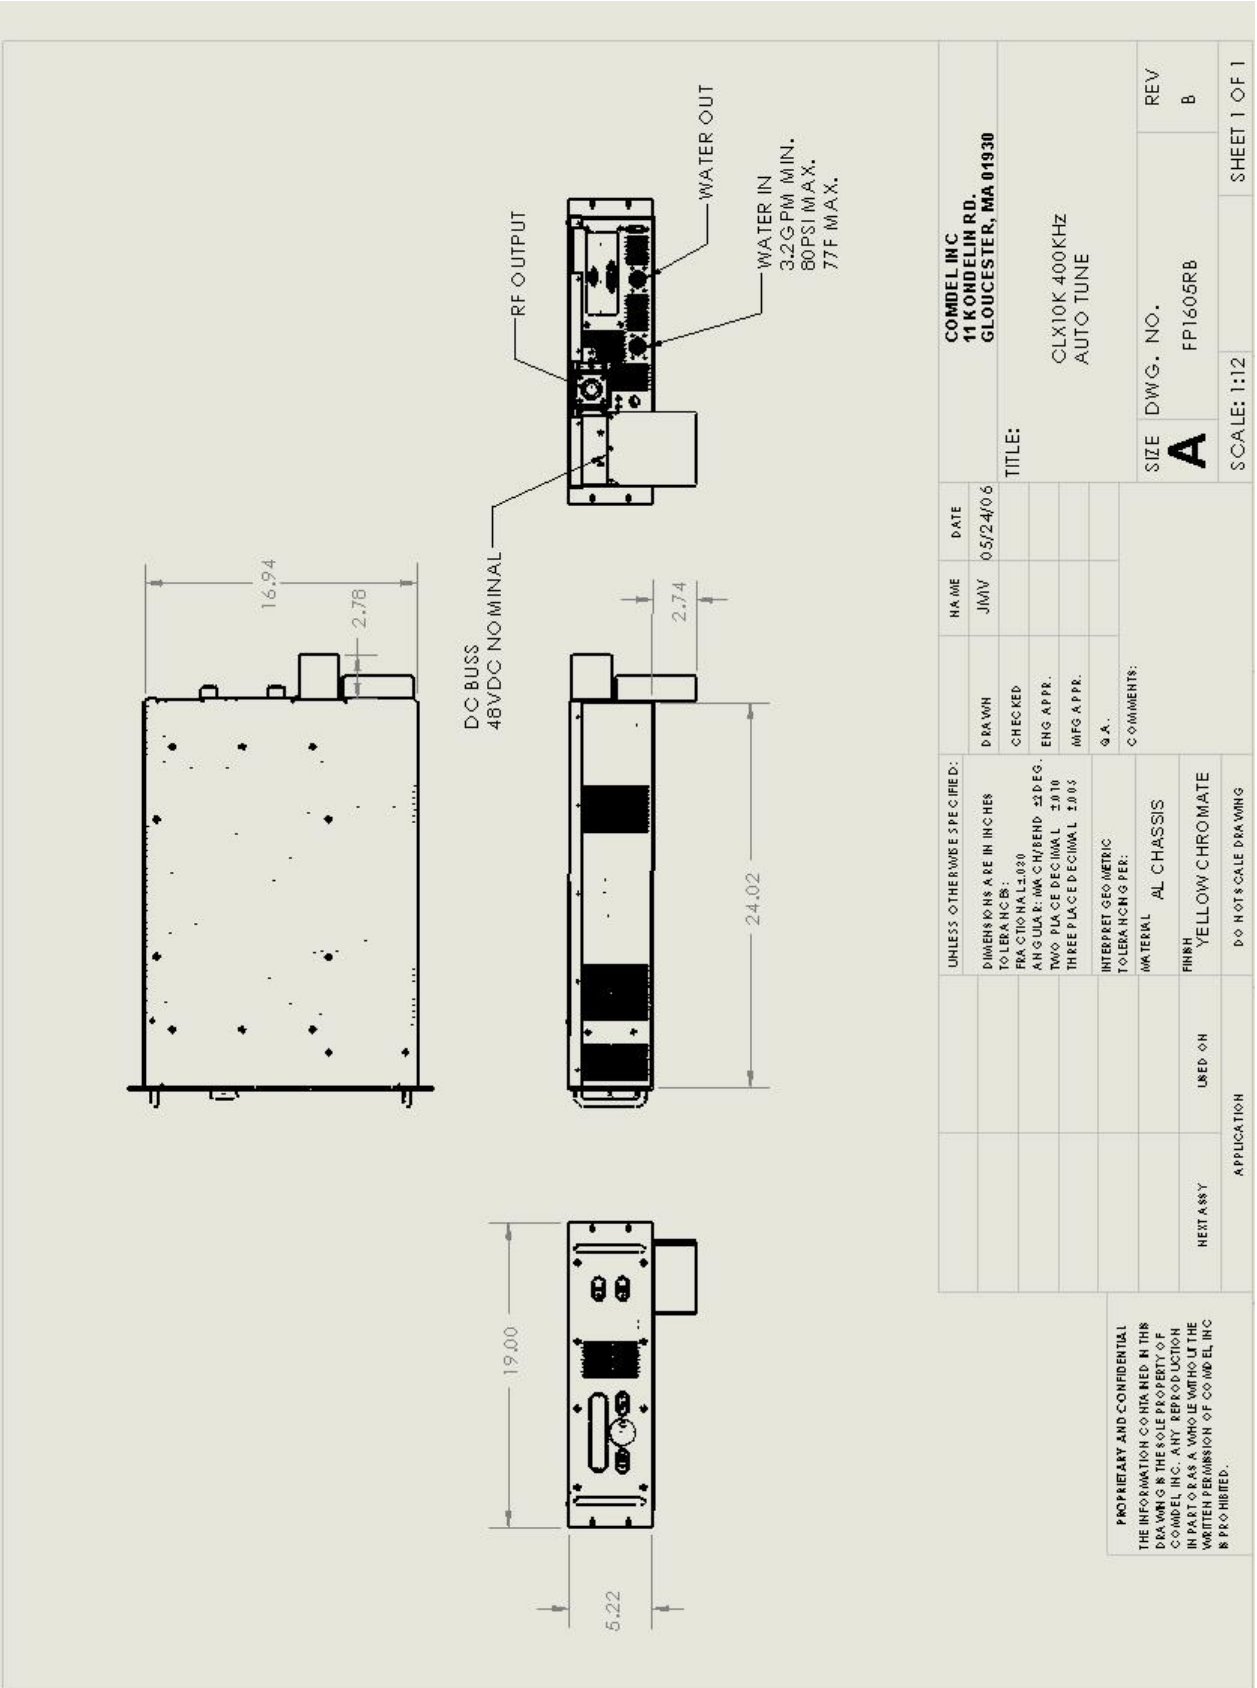 16.94
2.78
DC BUSS
48VDC NOMINAL
RF OUTPUT
WATER OUT
WATER IN
3.2GPM MIN.
80PSI MAX.
77F MAX.
19.00
5.22
24.02
2.74
PROPRIETARY AND CONFIDENTIAL
THE INFORMATION CONTAINED IN THIS
DRAWING IS THE SOLE PROPERTY OF
COMDEL, INC. ANY REPRODUCTION
IN PART OR AS A WHOLE WITHOUT THE
WRITTEN PERMISSION OF COMDEL, INC
IS PROHIBITED.
NEXT ASSY
USED ON
APPLICATION
UNLESS OTHERWISE SPECIFIED:
DIMENSIONS ARE IN INCHES
TOLERANCES:
FRACTIONAL±.030
ANGULAR: MACH/BEND ±2DEG.
TWO PLACE DECIMAL ±.010
THREE PLACE DECIMAL ±.005
INTERPRET GEOMETRIC
TOLERANCING PER:
MATERIAL
AL CHASSIS
FINISH
YELLOW CHROMATE
DO NOT SCALE DRAWING
NAME
DATE
DRAWN
JMV
05/24/06
CHECKED
ENG APPR.
MFG APPR.
Q.A.
COMMENTS:
COMDEL INC
11 KONDELIN RD.
GLOUCESTER, MA 01930
TITLE:
CLX10K 400KHz
AUTO TUNE
SIZE
A
DWG. NO.
FP1605RB
REV
B
SCALE: 1:12
SHEET 1 OF 1